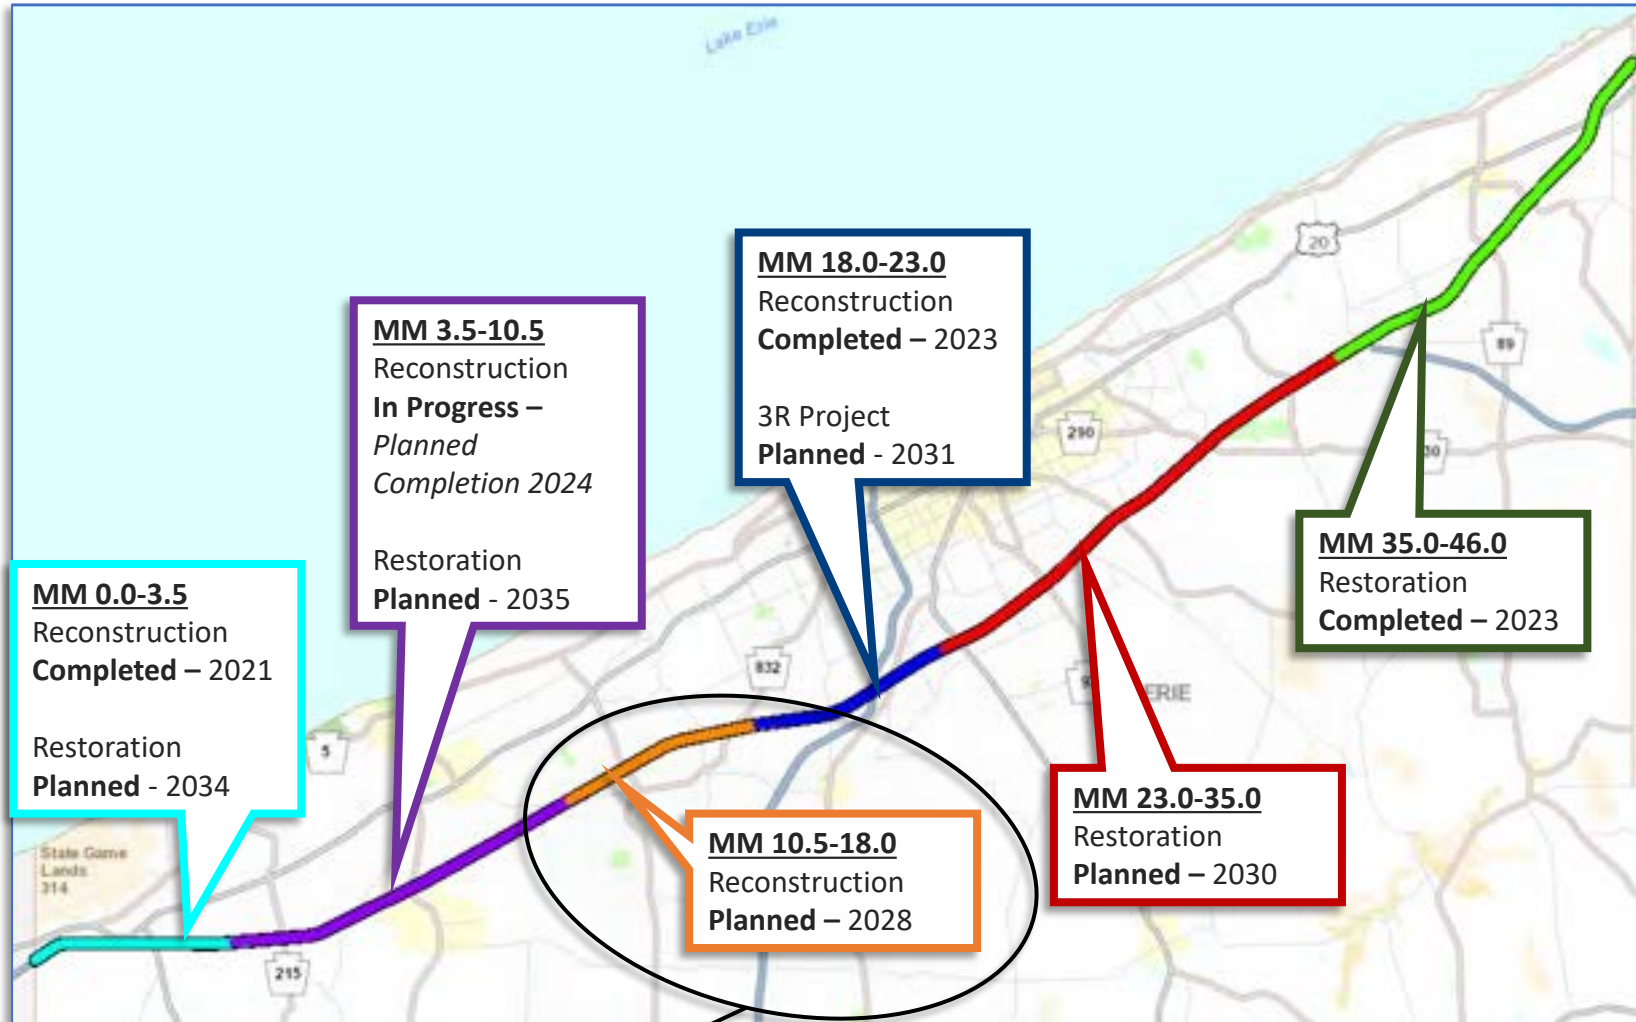 Lake Erie
20
MM 18.0-23.0
Reconstruction
Completed – 2023
3R Project
Planned - 2031
MM 3.5-10.5
Reconstruction
In Progress –
Planned
Completion 2024
Restoration
Planned - 2035
89
290
MM 35.0-46.0
Restoration
Completed – 2023
MM 0.0-3.5
Reconstruction
Completed – 2021
Restoration
Planned - 2034
832
ERIE
5
MM 23.0-35.0
Restoration
Planned – 2030
MM 10.5-18.0
Reconstruction
Planned – 2028
State Game
Lands
314
215